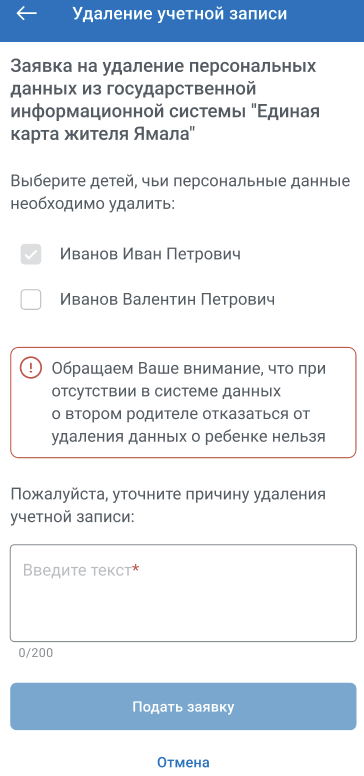 Удаление учетной записи
Заявка на удаление персональных
данных из государственной
информационной системы "Единая
карта жителя Ямала"
Выберите детей, чьи персональные данные
необходимо удалить:
Иванов Иван Петрович
Иванов Валентин Петрович
Обращаем Ваше внимание, что при
отсутствии в системе данных
о втором родителе отказаться от
удаления данных о ребенке нельзя
Пожалуйста, уточните причину удаления
учетной записи:
Введите текст*
0/200
Подать заявку
Отмена